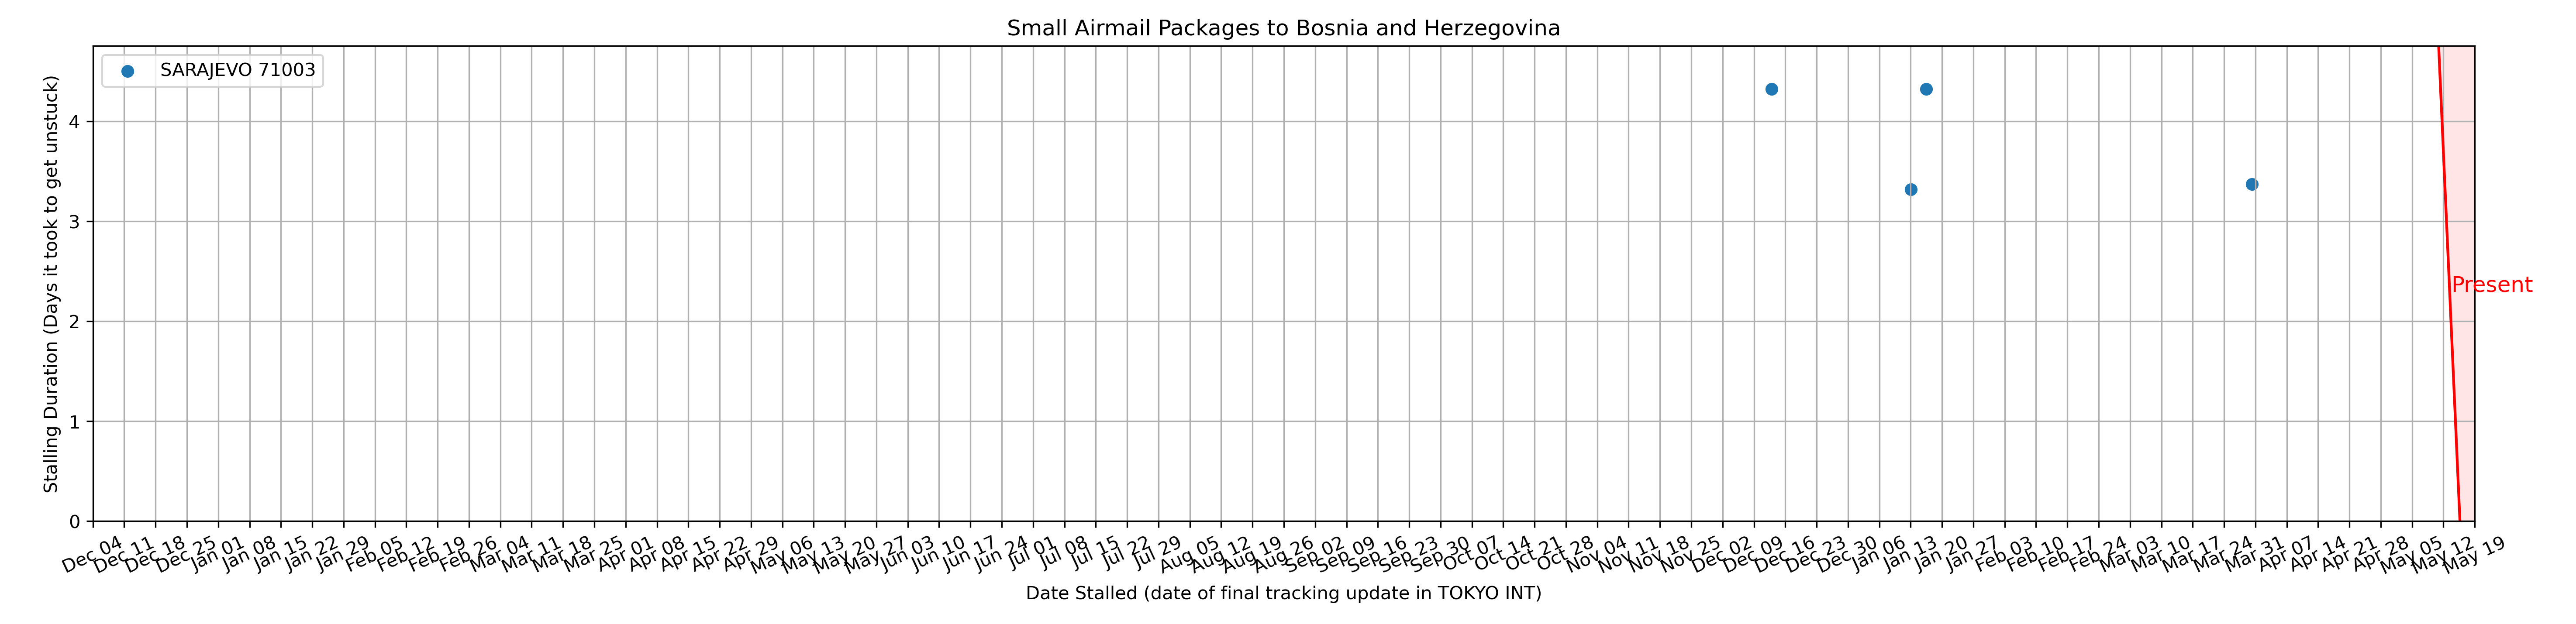 Small Airmail Packages to Bosnia and Herzegovina
SARAJEVO 71003
Stalling Duration (Days it took to get unstuck)
4
3
2
1
0
Present
Dec 04 Dec 11 Dec 18 Dec 25 Jan 01 Jan 08 Jan 15 Jan 22 Jan 29 Feb 05 Feb 12 Feb 19 Feb 26 Mar 04 Mar 11 Mar 18 Mar 25 Apr 01 Apr 08 Apr 15 Apr 22 Apr 29 May 06 May 13 May 20 May 27 Jun 03 Jun 10 Jun 17 Jun 24 Jul 01 Jul 08 Jul 15 Jul 22 Jul 29 Aug 05 Aug 12 Aug 19 Aug 26 Sep 02 Sep 09 Sep 16 Sep 23 Sep 30 Oct 07 Oct 14 Oct 21 Oct 28 Nov 04 Nov 11 Nov 18 Nov 25 Dec 02 Dec 09 Dec 16 Dec 23 Dec 30 Jan 06 Jan 13 Jan 20 Jan 27 Feb 03 Feb 10 Feb 17 Feb 24 Mar 03 Mar 10 Mar 17 Mar 24 Mar 31 Apr 07 Apr 14 Apr 21 Apr 28 May 05 May 12 May 19
Date Stalled (date of final tracking update in TOKYO INT)